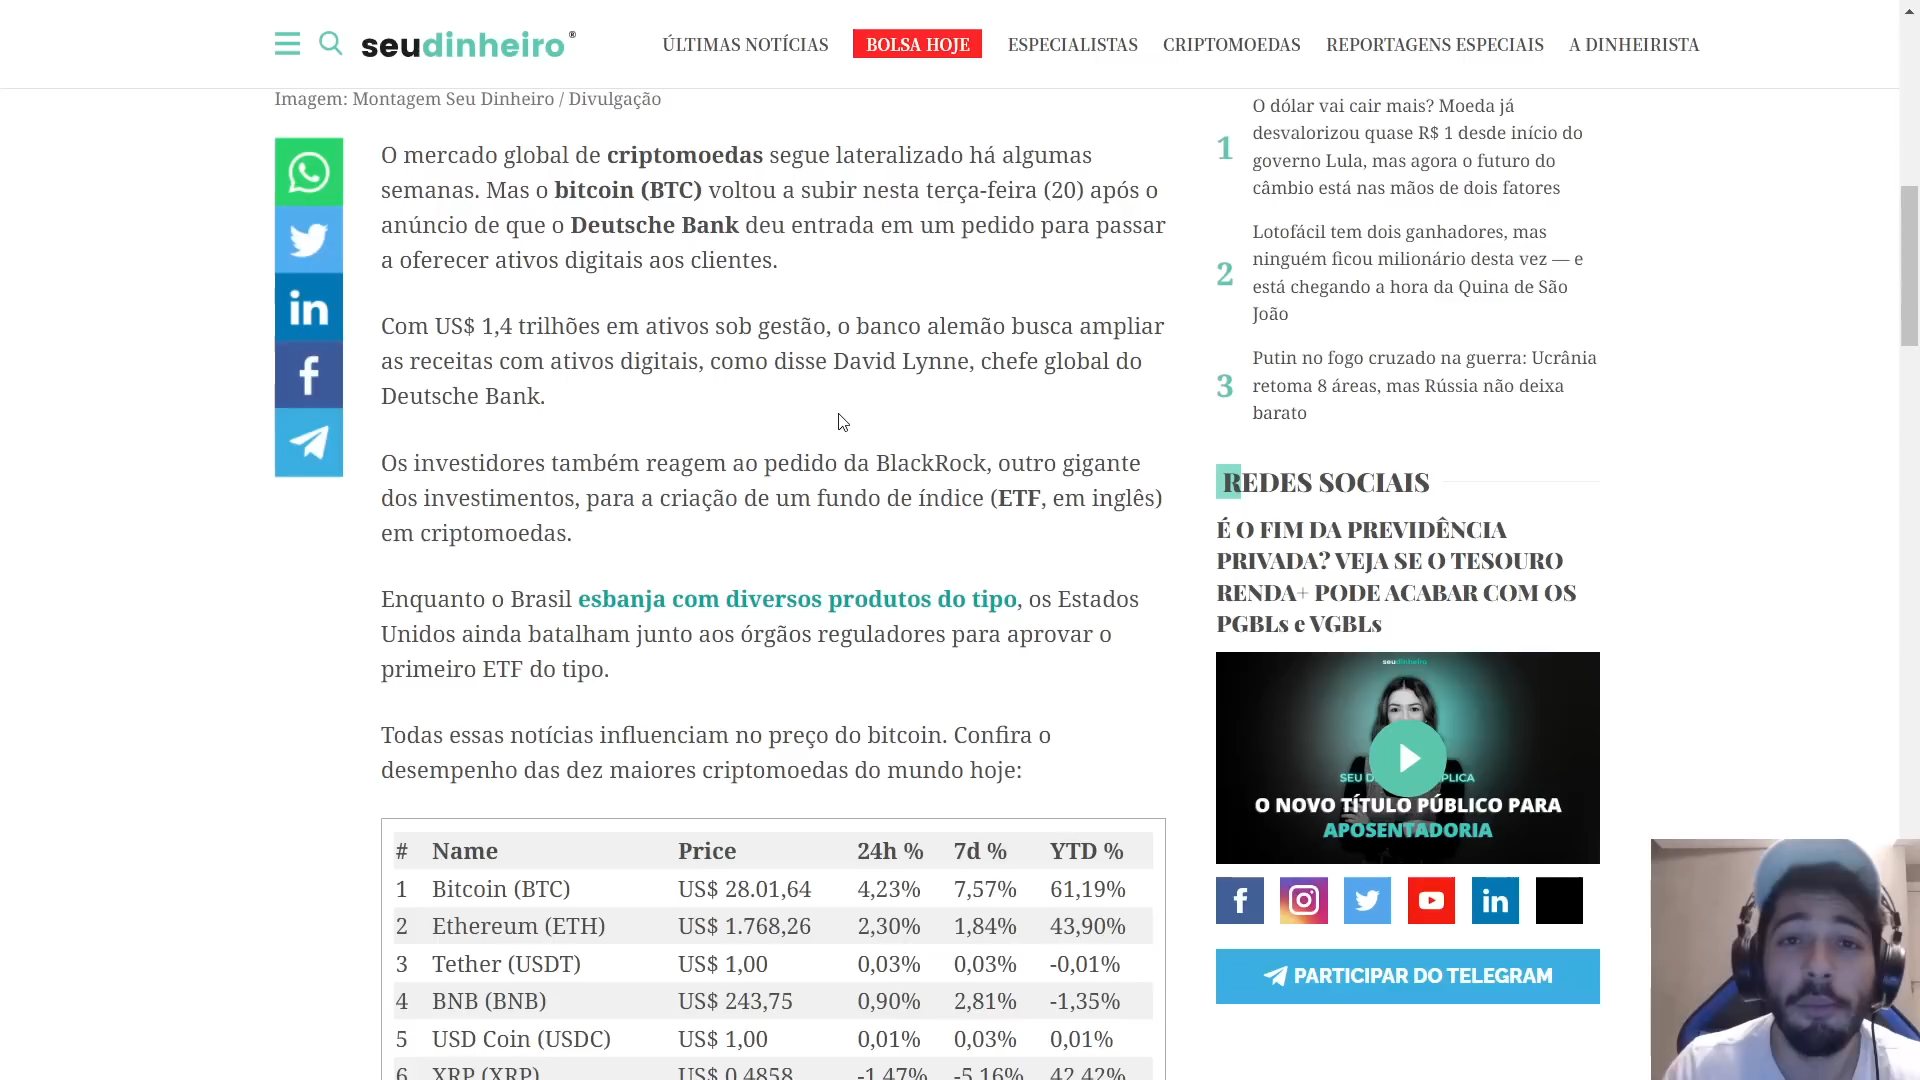 seudinheiro®
ÚLTIMAS NOTÍCIAS
BOLSA HOJE
ESPECIALISTAS
CRIPTOMOEDAS
REPORTAGENS ESPECIAIS
A DINHEIRISTA
Imagem: Montagem Seu Dinheiro / Divulgação
O mercado global de criptomoedas segue lateralizado há algumas
semanas. Mas o bitcoin (BTC) voltou a subir nesta terça-feira (20) após o
anúncio de que o Deutsche Bank deu entrada em um pedido para passar
a oferecer ativos digitais aos clientes.
Com US$ 1,4 trilhões em ativos sob gestão, o banco alemão busca ampliar
as receitas com ativos digitais, como disse David Lynne, chefe global do
Deutsche Bank.
Os investidores também reagem ao pedido da BlackRock, outro gigante
dos investimentos, para a criação de um fundo de índice (ETF, em inglês)
em criptomoedas.
Enquanto o Brasil esbanja com diversos produtos do tipo, os Estados
Unidos ainda batalham junto aos órgãos reguladores para aprovar o
primeiro ETF do tipo.
Todas essas notícias influenciam no preço do bitcoin. Confira o
desempenho das dez maiores criptomoedas do mundo hoje:
# Name Price 24h % 7d % YTD %
1 Bitcoin (BTC) US$ 28.01,64 4,23% 7,57% 61,19%
2 Ethereum (ETH) US$ 1.768,26 2,30% 1,84% 43,90%
3 Tether (USDT) US$ 1,00 0,03% 0,03% -0,01%
4 BNB (BNB) US$ 243,75 0,90% 2,81% -1,35%
5 USD Coin (USDC) US$ 1,00 0,01% 0,03% 0,01%
6 XRP (XRP) US$ 0,4858 -1,47% -5,16% 42,42%
1 O dólar vai cair mais? Moeda já
desvalorizou quase R$ 1 desde início do
governo Lula, mas agora o futuro do
câmbio está nas mãos de dois fatores
2 Lotofácil tem dois ganhadores, mas
ninguém ficou milionário desta vez — e
está chegando a hora da Quina de São
João
3 Putin no fogo cruzado na guerra: Ucrânia
retoma 8 áreas, mas Rússia não deixa
barato
REDES SOCIAIS
É O FIM DA PREVIDÊNCIA
PRIVADA? VEJA SE O TESOURO
RENDA+ PODE ACABAR COM OS
PGBLs e VGBLs
seudinheiro
SEU D PLICA
O NOVO TÍTULO PÚBLICO PARA
APOSENTADORIA
PARTICIPAR DO TELEGRAM